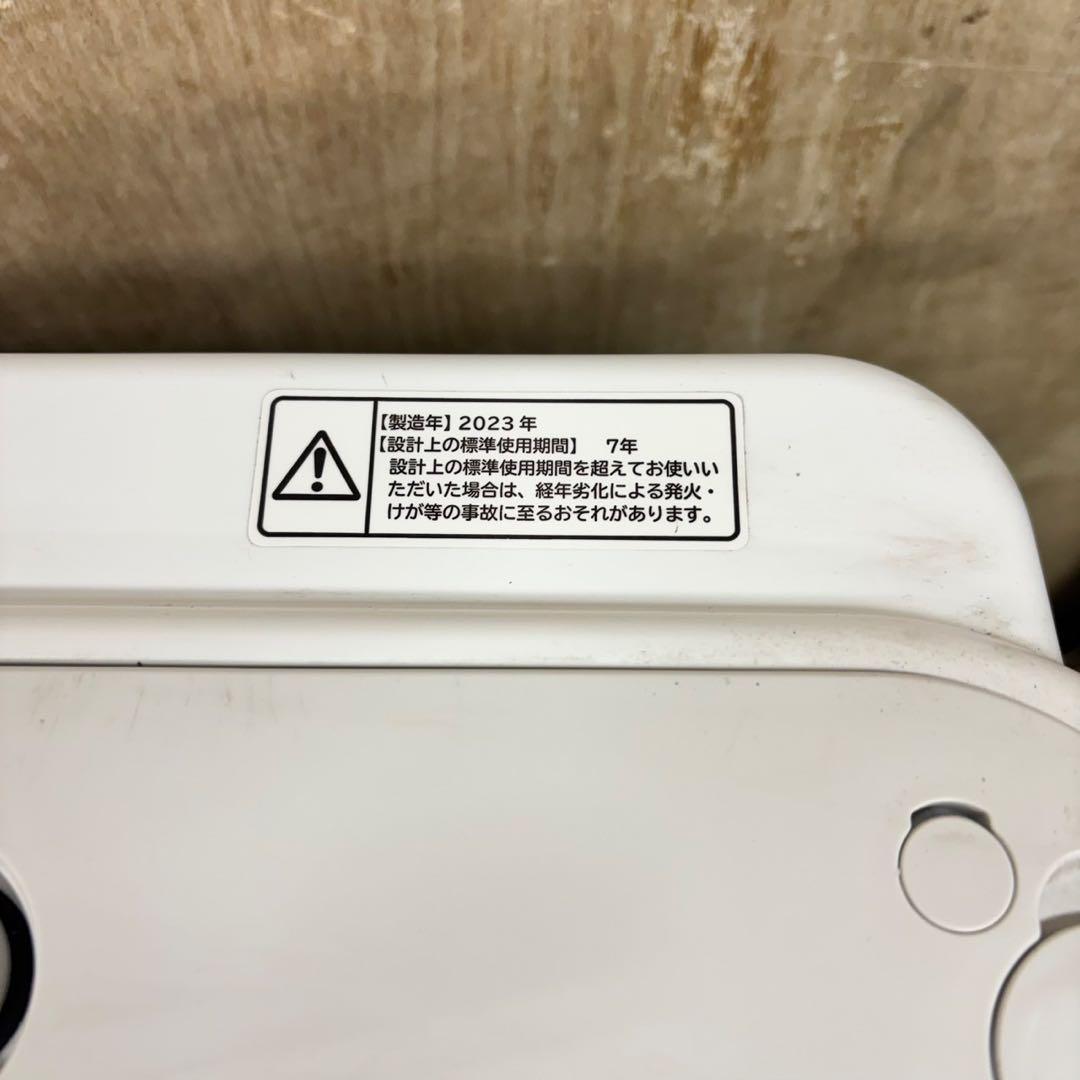 【製造年】2023年
【設計上の標準使用期間】 7年
設計上の標準使用期間を超えてお使いい
ただいた場合は、経年劣化による発火・
けが等の事故に至るおそれがあります。